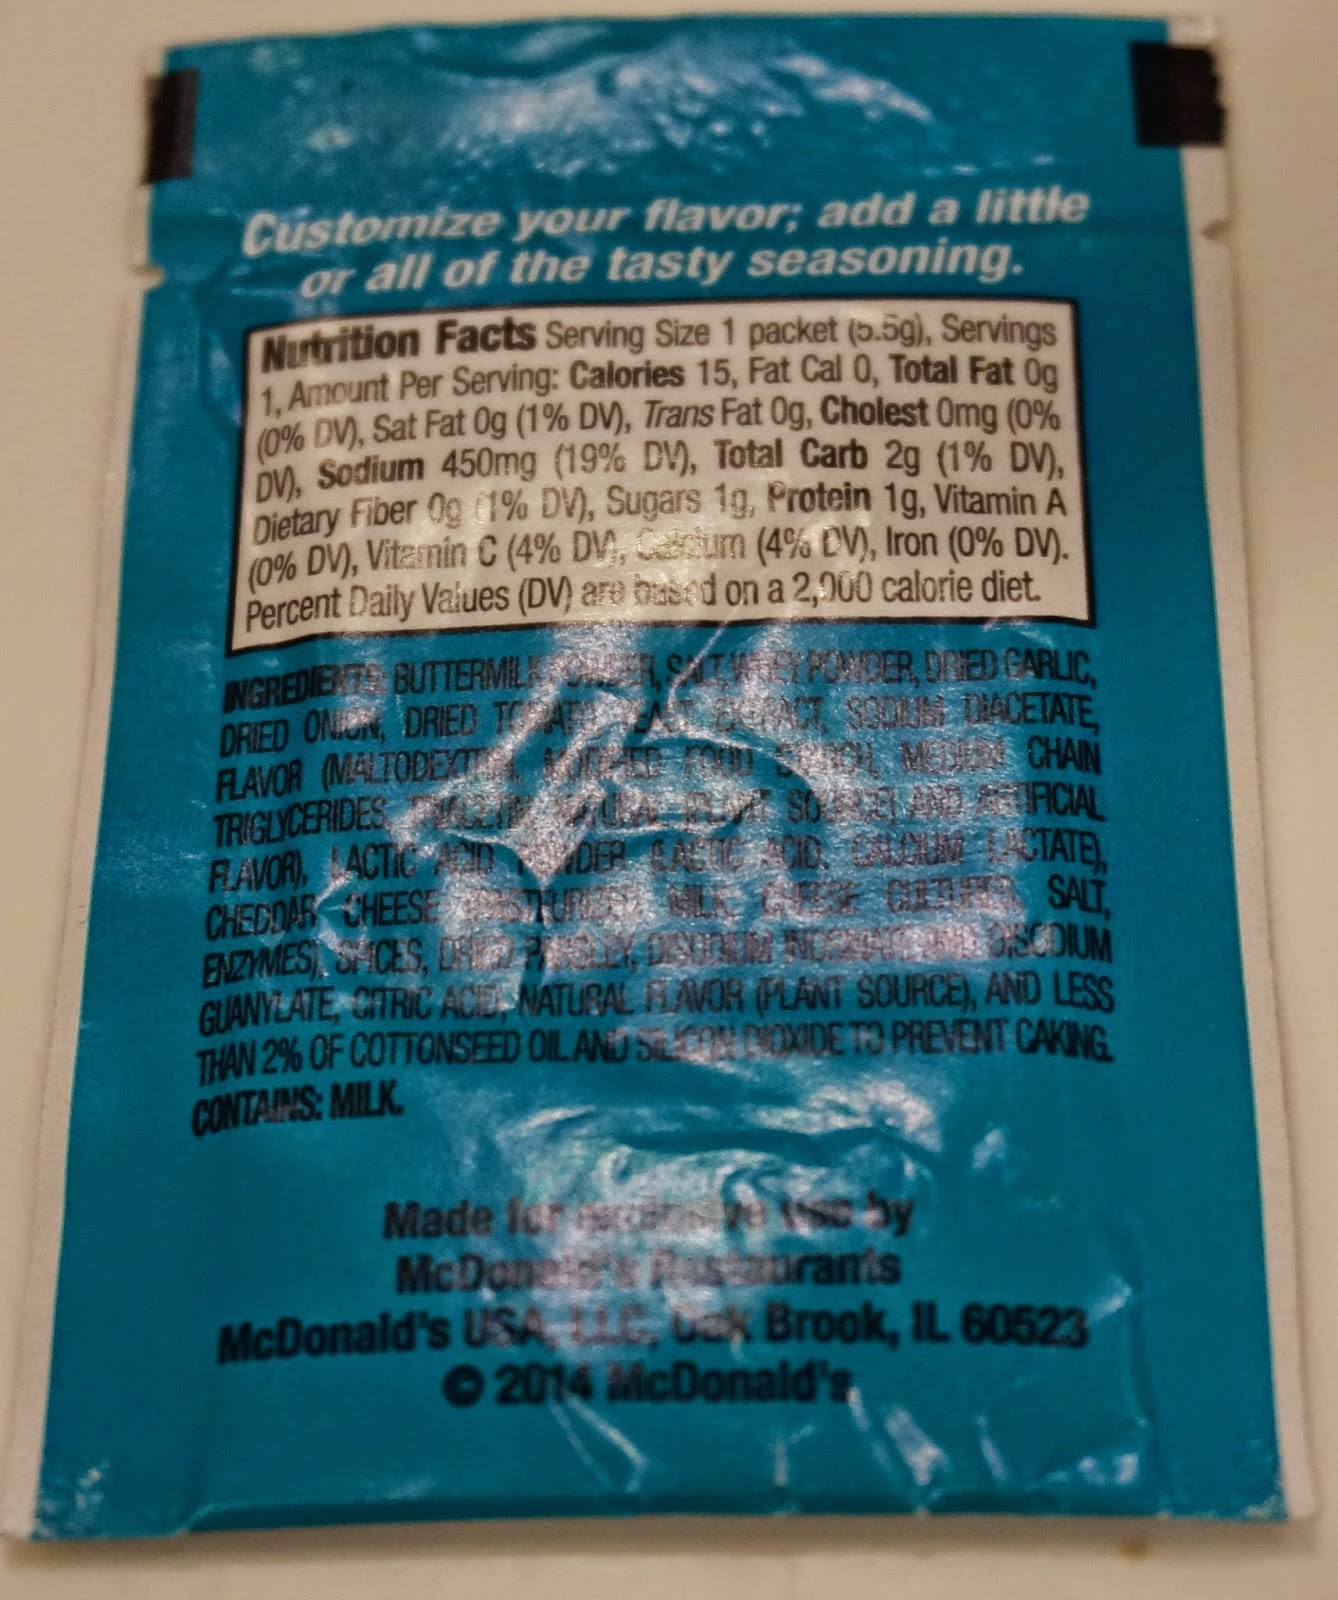 Customize your flavor; add a little
or all of the tasty seasoning.
Nutrition Facts Serving Size 1 packet (5.5g), Servings
1, Amount Per Serving: Calories 15, Fat Cal 0, Total Fat 0g
(0% DV), Sat Fat 0g (1% DV), Trans Fat 0g, Cholest 0mg (0%
DV), Sodium 450mg (19% DV), Total Carb 2g (1% DV),
Dietary Fiber 0g (1% DV), Sugars 1g, Protein 1g, Vitamin A
(0% DV), Vitamin C (4% DV), Calcium (4% DV), Iron (0% DV).
Percent Daily Values (DV) are based on a 2,000 calorie diet.
INGREDIENTS: BUTTERMILK POWDER, SALT, WHEY POWDER, DRIED GARLIC,
DRIED ONION, DRIED TOMATO, YEAST EXTRACT, SODIUM DIACETATE,
FLAVOR (MALTODEXTRIN, MODIFIED FOOD STARCH, MEDIUM CHAIN
TRIGLYCERIDES, TRIACETIN, NATURAL [PLANT SOURCE] AND ARTIFICIAL
FLAVOR), LACTIC ACID POWDER (LACTIC ACID, CALCIUM LACTATE),
CHEDDAR CHEESE (PASTEURIZED MILK, CHEESE CULTURES, SALT,
ENZYMES), SPICES, DRIED PARSLEY, DISODIUM INOSINATE AND DISODIUM
GUANYLATE, CITRIC ACID, NATURAL FLAVOR (PLANT SOURCE), AND LESS
THAN 2% OF COTTONSEED OIL AND SILICON DIOXIDE TO PREVENT CAKING.
CONTAINS: MILK.
Made for exclusive use by
McDonald's Restaurants
McDonald's USA, LLC, Oak Brook, IL 60523
© 2014 McDonald's